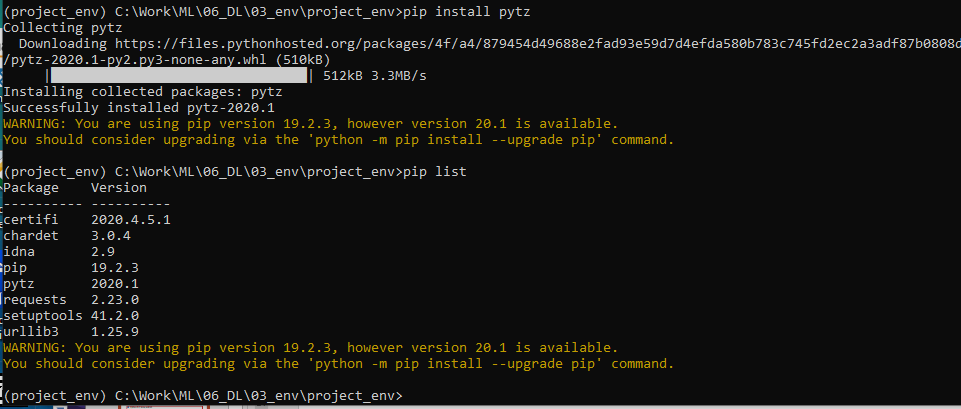 (project_env) C:\Work\ML\06_DL\03_env\project_env>pip install pytz
Collecting pytz
  Downloading https://files.pythonhosted.org/packages/4f/a4/879454d49688e2fad93e59d7d4efda580b783c745fd2ec2a3adf87b0808d
/pytz-2020.1-py2.py3-none-any.whl (510kB)
     |████████████████████████████████| 512kB 3.3MB/s
Installing collected packages: pytz
Successfully installed pytz-2020.1
WARNING: You are using pip version 19.2.3, however version 20.1 is available.
You should consider upgrading via the 'python -m pip install --upgrade pip' command.
(project_env) C:\Work\ML\06_DL\03_env\project_env>pip list
Package    Version
---------- ----------
certifi    2020.4.5.1
chardet    3.0.4
idna       2.9
pip        19.2.3
pytz       2020.1
requests   2.23.0
setuptools 41.2.0
urllib3    1.25.9
WARNING: You are using pip version 19.2.3, however version 20.1 is available.
You should consider upgrading via the 'python -m pip install --upgrade pip' command.
(project_env) C:\Work\ML\06_DL\03_env\project_env>